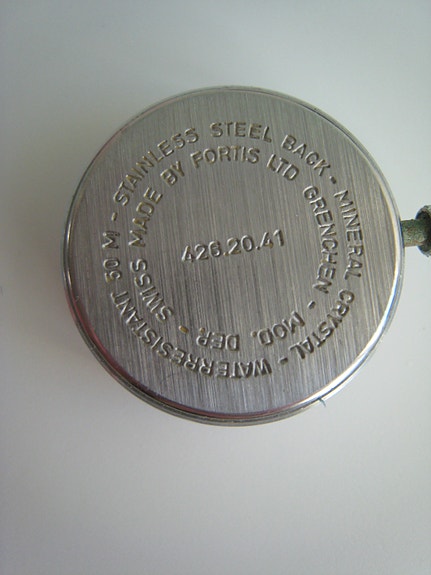 STAINLESS STEEL BACK - MINERAL CRYSTAL - WATERRESISTANT 30 M -
SWISS MADE BY FORTIS LTD GRENCHEN - MOD. DEP. -
426.20.41